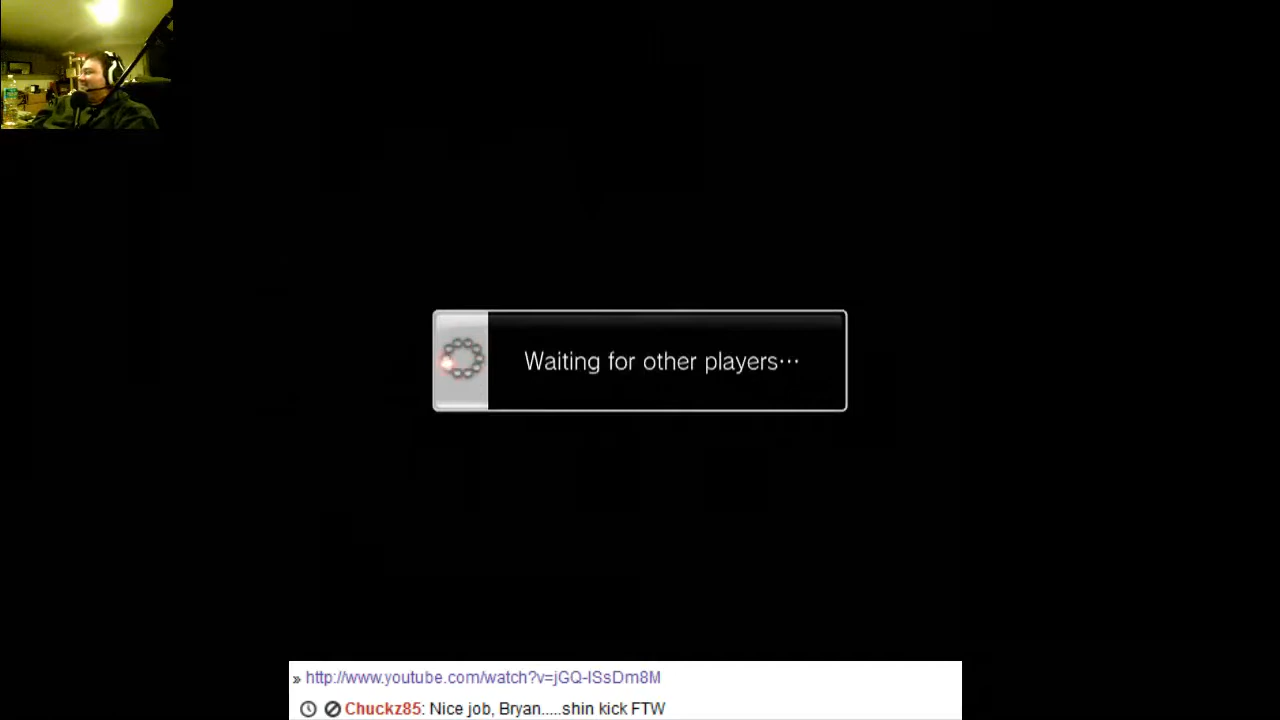 Waiting for other players···
» http://www.youtube.com/watch?v=jGQ-ISsDm8M
Chuckz85: Nice job, Bryan.....shin kick FTW